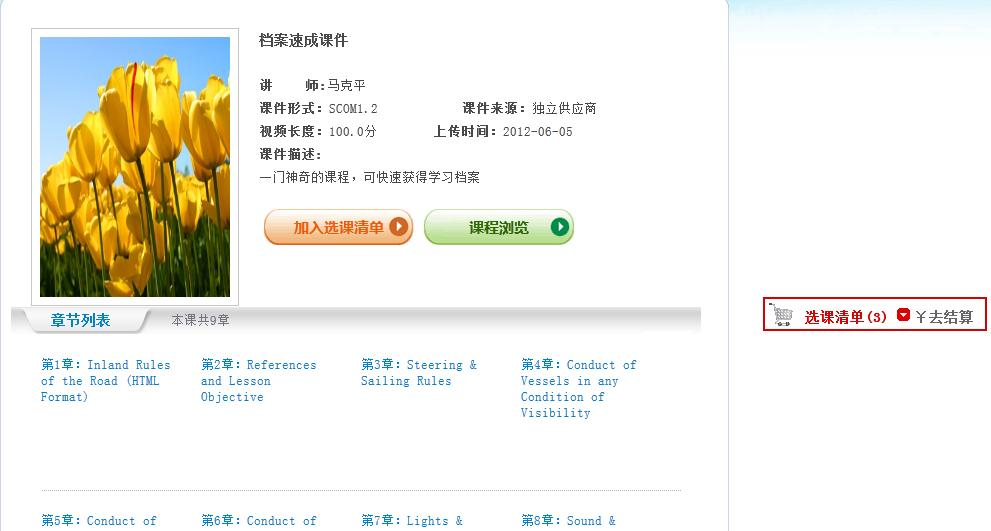 档案速成课件
讲　　师:马克平
课件形式: SCOM1.2 课件来源: 独立供应商
视频长度: 100.0分 上传时间: 2012-06-05
课件描述:
一门神奇的课程，可快速获得学习档案
加入选课清单 课程浏览
选课清单(3) ￥去结算
章节列表 本课共9章
第1章: Inland Rules
of the Road (HTML
Format)
第2章: References
and Lesson
Objective
第3章: Steering &
Sailing Rules
第4章: Conduct of
Vessels in any
Condition of
Visibility
第5章: Conduct of
第6章: Conduct of
第7章: Lights &
第8章: Sound &